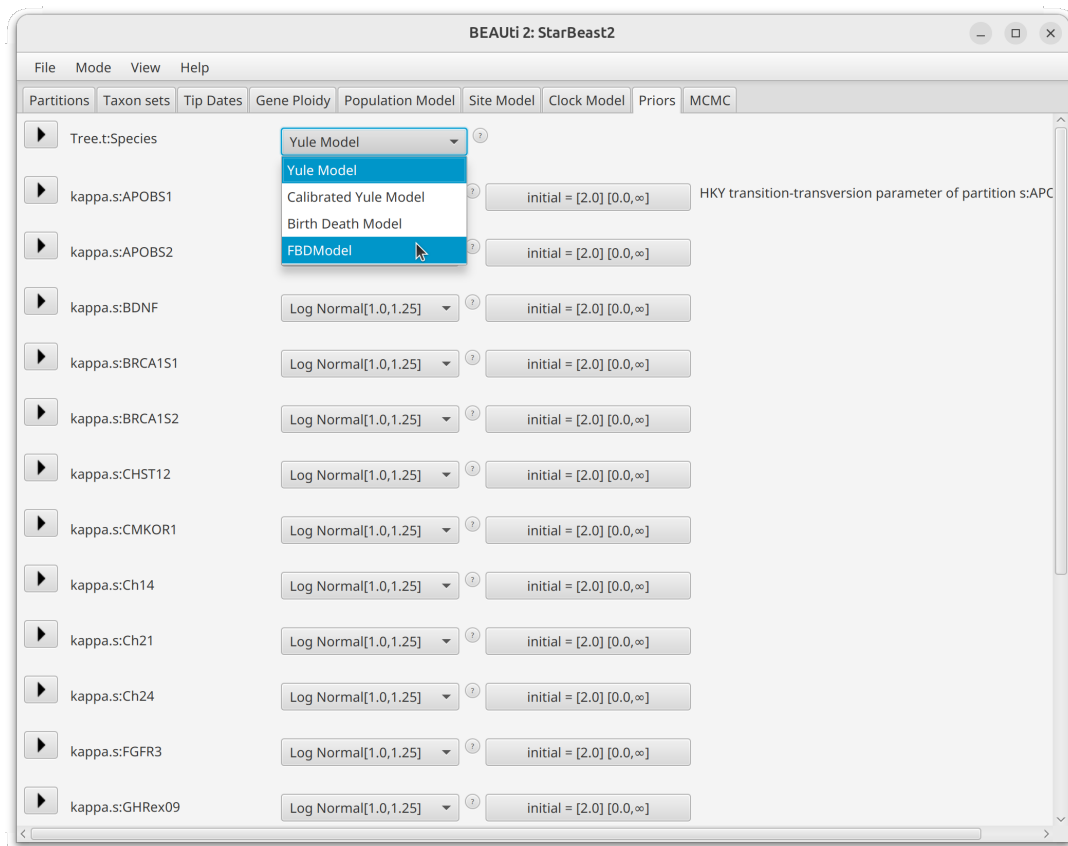 BEAUti 2: StarBeast2
File Mode View Help
Partitions Taxon sets Tip Dates Gene Ploidy Population Model Site Model Clock Model Priors MCMC
Tree.t:Species Yule Model ?
Yule Model
Calibrated Yule Model
Birth Death Model
FBDModel
kappa.s:APOBS1 ? initial = [2.0] [0.0,∞] HKY transition-transversion parameter of partition s:APO
kappa.s:APOBS2 ? initial = [2.0] [0.0,∞]
kappa.s:BDNF Log Normal[1.0,1.25] ? initial = [2.0] [0.0,∞]
kappa.s:BRCA1S1 Log Normal[1.0,1.25] ? initial = [2.0] [0.0,∞]
kappa.s:BRCA1S2 Log Normal[1.0,1.25] ? initial = [2.0] [0.0,∞]
kappa.s:CHST12 Log Normal[1.0,1.25] ? initial = [2.0] [0.0,∞]
kappa.s:CMKOR1 Log Normal[1.0,1.25] ? initial = [2.0] [0.0,∞]
kappa.s:Ch14 Log Normal[1.0,1.25] ? initial = [2.0] [0.0,∞]
kappa.s:Ch21 Log Normal[1.0,1.25] ? initial = [2.0] [0.0,∞]
kappa.s:Ch24 Log Normal[1.0,1.25] ? initial = [2.0] [0.0,∞]
kappa.s:FGFR3 Log Normal[1.0,1.25] ? initial = [2.0] [0.0,∞]
kappa.s:GHRex09 Log Normal[1.0,1.25] ? initial = [2.0] [0.0,∞]